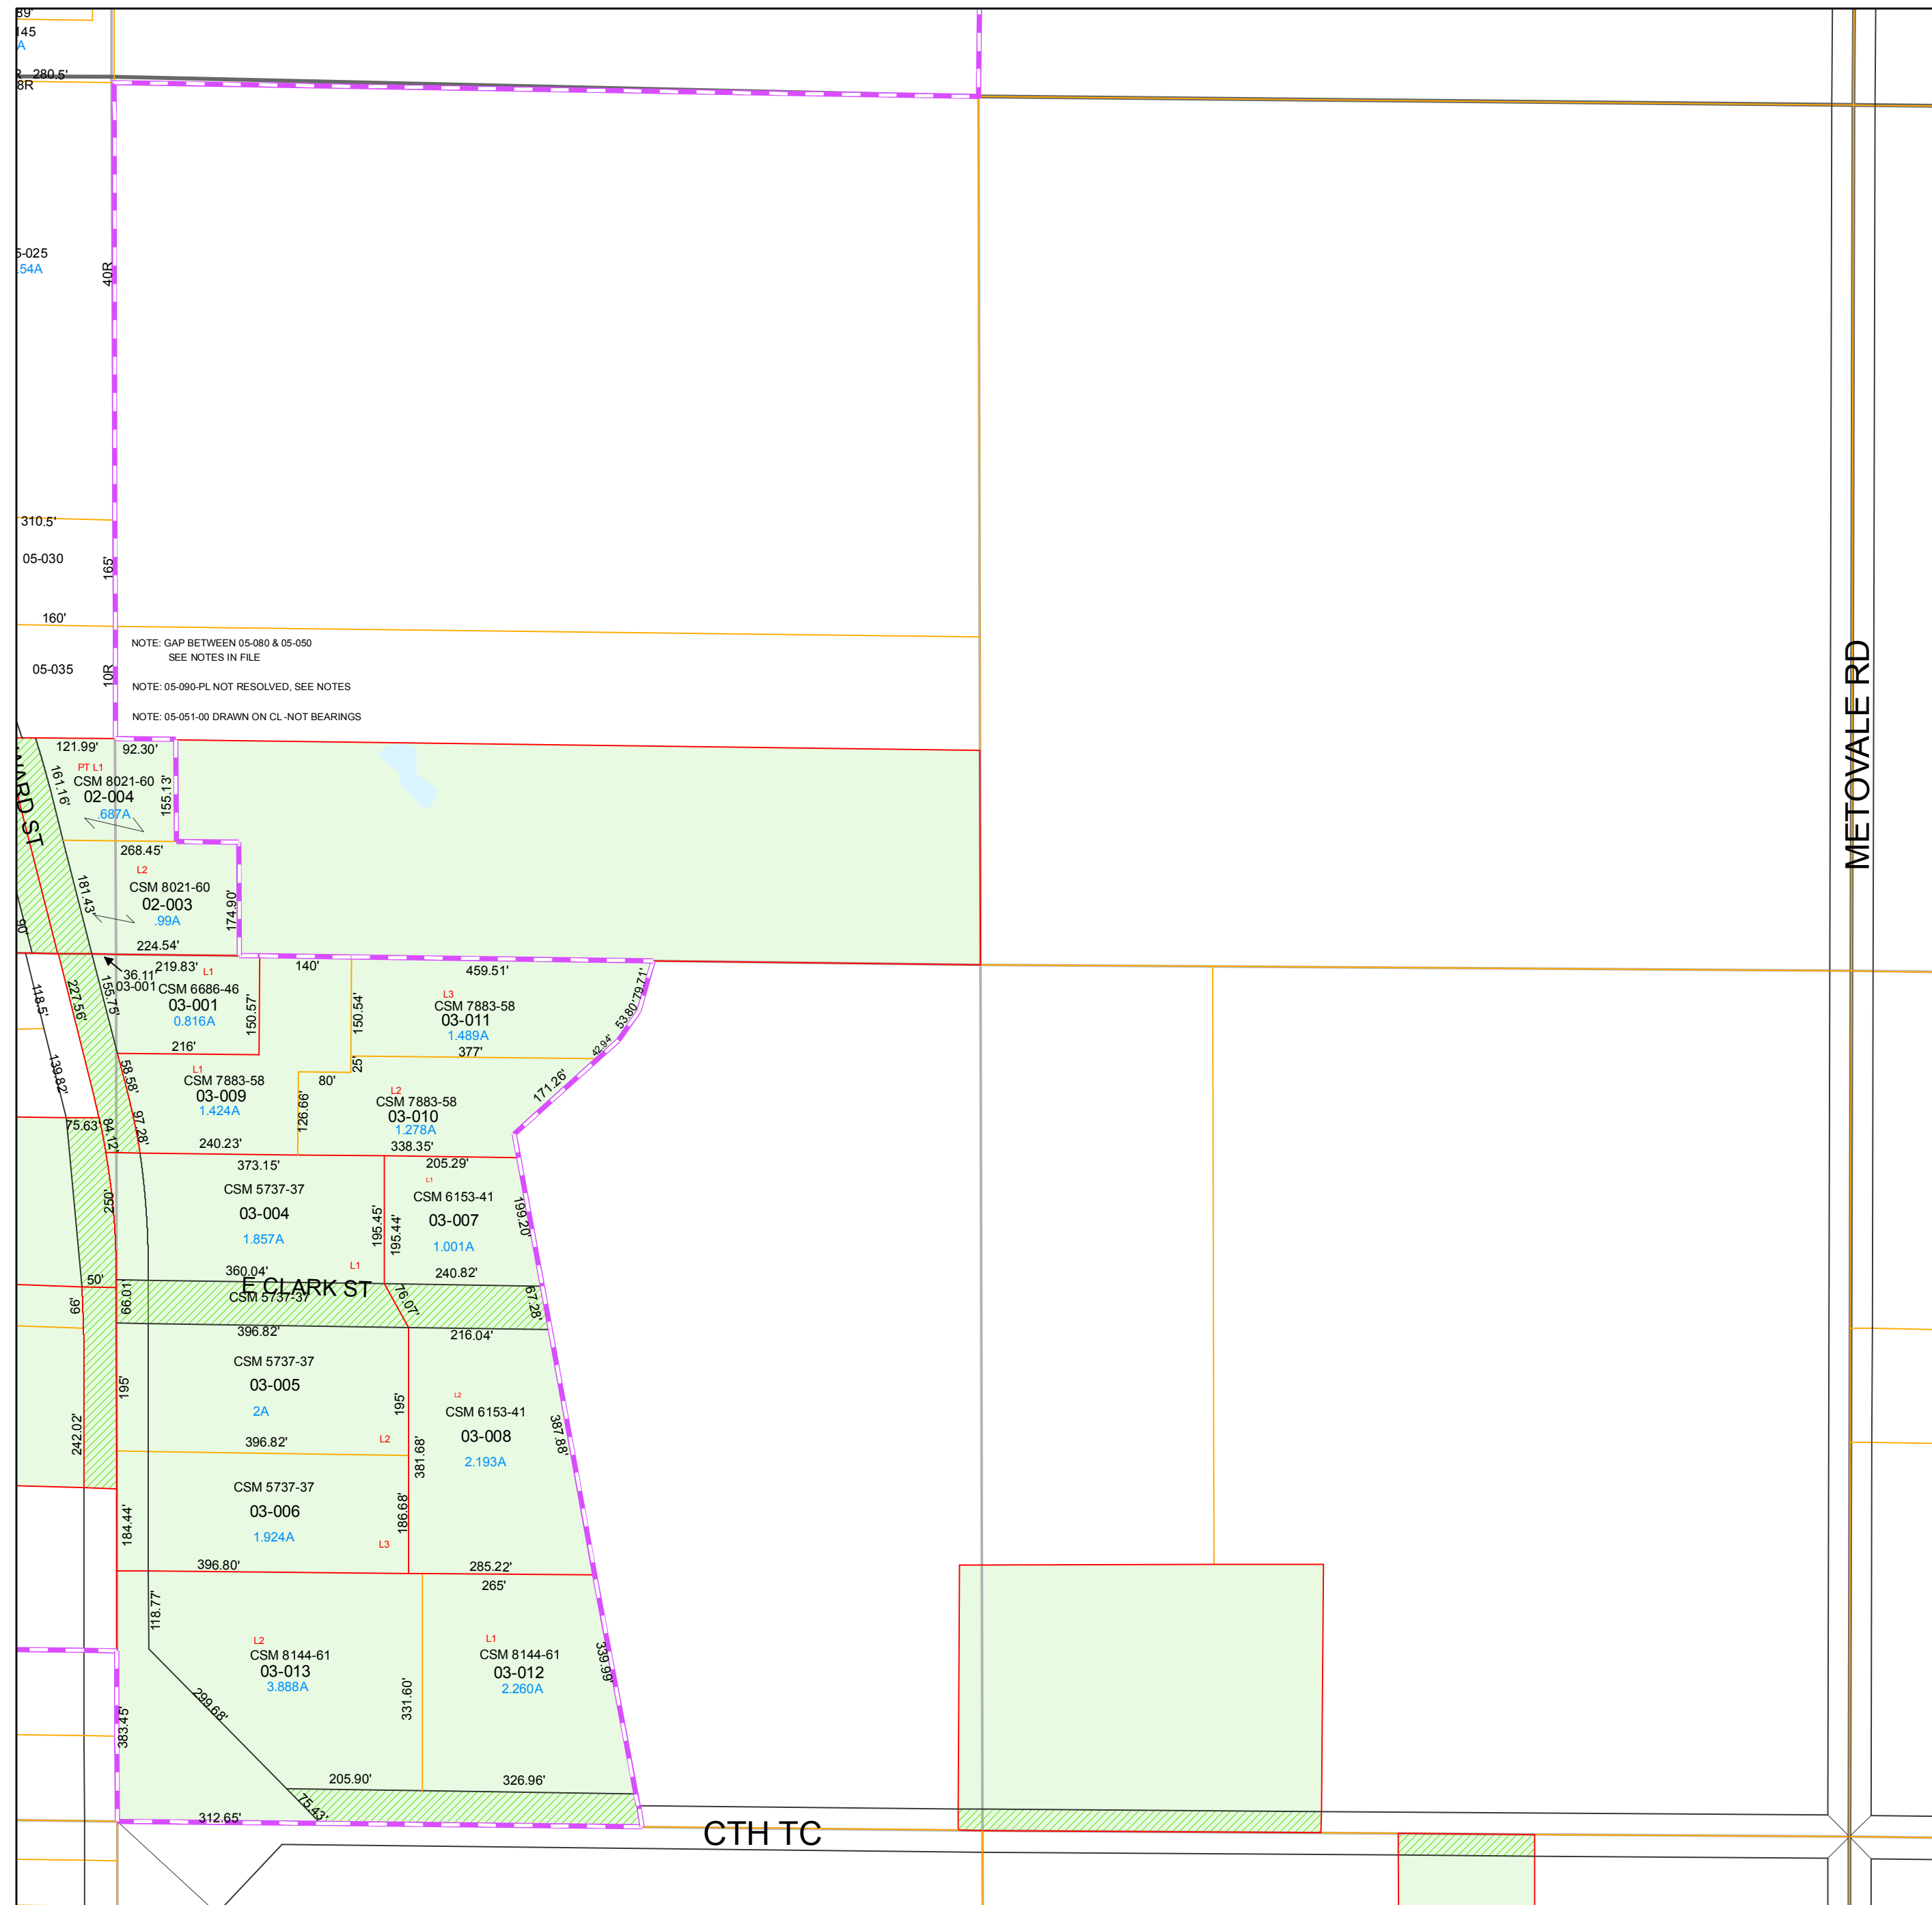 89'
145
A
280.5'
8R
5-025
.54A
40R
310.5'
05-030
165'
160'
05-035
10R
NOTE: GAP BETWEEN 05-080 & 05-050
SEE NOTES IN FILE
NOTE: 05-090-PL NOT RESOLVED, SEE NOTES
NOTE: 05-051-00 DRAWN ON CL-NOT BEARINGS
METOVALE RD
121.99'
92.30'
PT L1
CSM 8021-60
02-004
.687A
161.16'
155.13'
WARD ST
268.45'
L2
CSM 8021-60
02-003
.99A
181.43'
174.90'
90'
224.54'
219.83'
140'
459.51'
36.11'
03-001
L1
CSM 6686-46
03-001
0.816A
155.75'
150.57'
150.54'
L3
CSM 7883-58
03-011
1.489A
79.71'
53.80'
42.94'
118.5'
227.56'
216'
377'
25'
171.26'
139.82'
58.58'
L1
CSM 7883-58
03-009
1.424A
80'
L2
CSM 7883-58
03-010
1.278A
126.66'
97.28'
75.63'
84.12'
240.23'
338.35'
373.15'
205.29'
L1
CSM 5737-37
03-004
1.857A
CSM 6153-41
03-007
1.001A
250'
195.45'
195.44'
199.20'
L1
360.04'
240.82'
50'
E CLARK ST
CSM 5737-37
66'
66.01'
76.07'
67.28'
396.82'
216.04'
CSM 5737-37
03-005
2A
195'
195'
L2
CSM 6153-41
03-008
2.193A
387.88'
242.02'
396.82'
L2
381.68'
CSM 5737-37
03-006
1.924A
184.44'
186.68'
L3
396.80'
285.22'
265'
118.77'
L2
CSM 8144-61
03-013
3.888A
L1
CSM 8144-61
03-012
2.260A
339.99'
299.68'
331.60'
383.45'
205.90'
326.96'
75.43'
312.65'
CTH TC